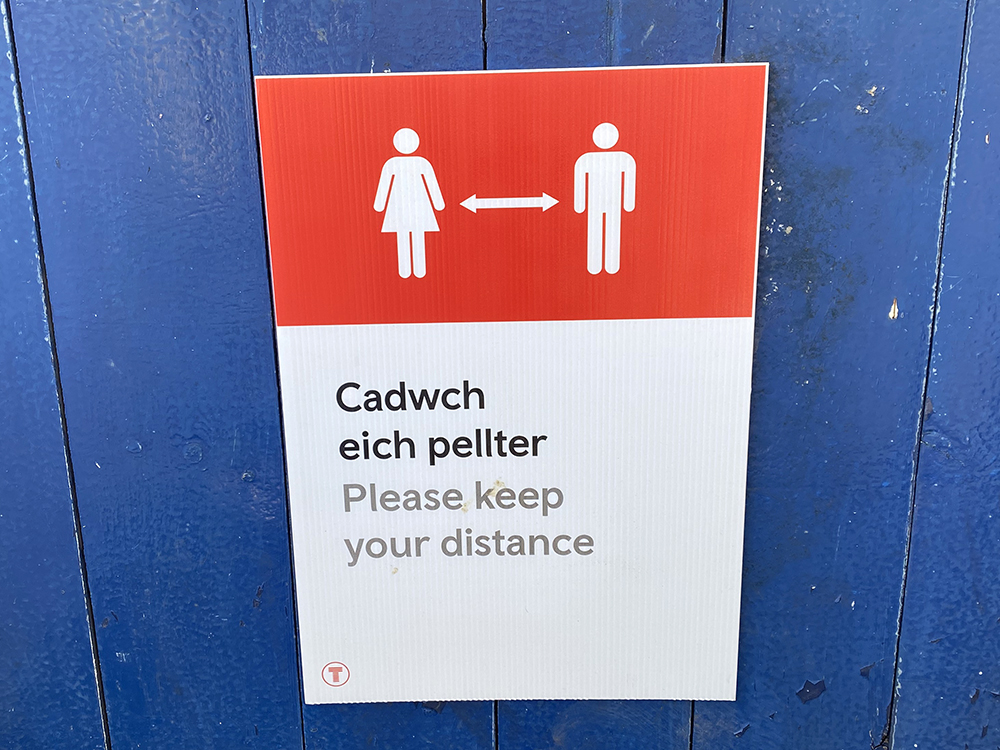 Cadwch
eich pellter
Please keep
your distance
T